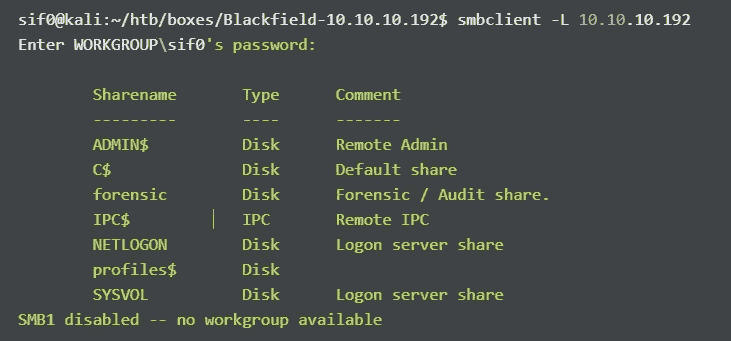 sif0@kali:~/htb/boxes/Blackfield-10.10.10.192$ smbclient -L 10.10.10.192
Enter WORKGROUP\sif0's password:
Sharename Type Comment
--------- ---- -------
ADMIN$ Disk Remote Admin
C$ Disk Default share
forensic Disk Forensic / Audit share.
IPC$ IPC Remote IPC
NETLOGON Disk Logon server share
profiles$ Disk
SYSVOL Disk Logon server share
SMB1 disabled -- no workgroup available